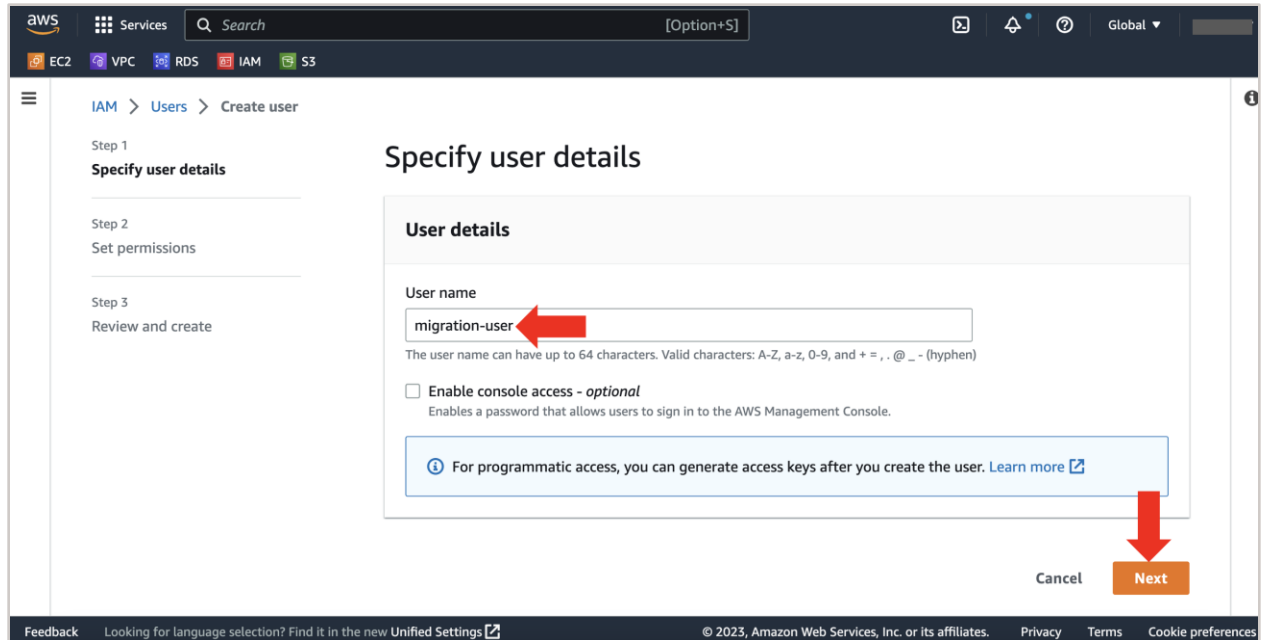 aws
Services
Search
[Option+S]
Global
EC2
VPC
RDS
IAM
S3
IAM > Users > Create user
Step 1
Specify user details
Step 2
Set permissions
Step 3
Review and create
Specify user details
User details
User name
migration-user
The user name can have up to 64 characters. Valid characters: A-Z, a-z, 0-9, and + = , . @ _ - (hyphen)
Enable console access - optional
Enables a password that allows users to sign in to the AWS Management Console.
For programmatic access, you can generate access keys after you create the user. Learn more
Cancel
Next
Feedback
Looking for language selection? Find it in the new Unified Settings
© 2023, Amazon Web Services, Inc. or its affiliates.
Privacy
Terms
Cookie preferences